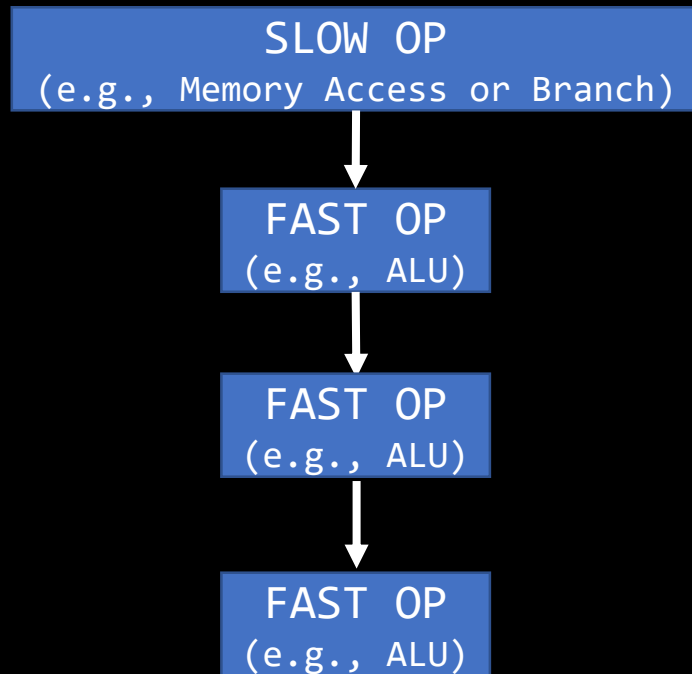 SLOW OP
(e.g., Memory Access or Branch)
FAST OP
(e.g., ALU)
FAST OP
(e.g., ALU)
FAST OP
(e.g., ALU)